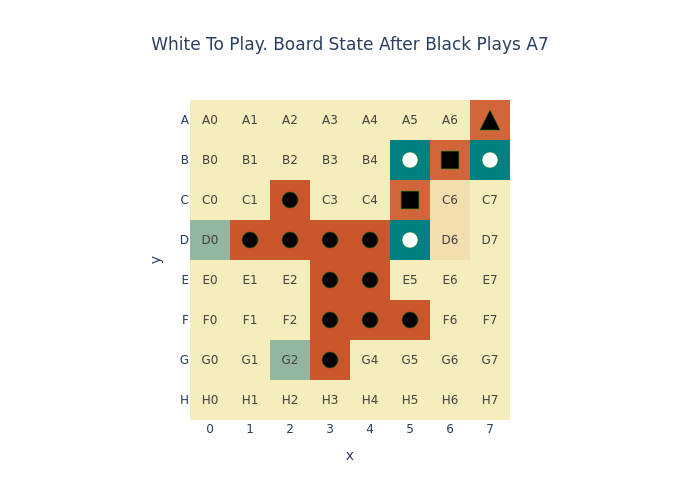 White To Play. Board State After Black Plays A7
A A0 A1 A2 A3 A4 A5 A6
B B0 B1 B2 B3 B4
C C0 C1 C3 C4 C6 C7
D D0 D6 D7
E E0 E1 E2 E5 E6 E7
F F0 F1 F2 F6 F7
G G0 G1 G2 G4 G5 G6 G7
H H0 H1 H2 H3 H4 H5 H6 H7
0 1 2 3 4 5 6 7
x
y